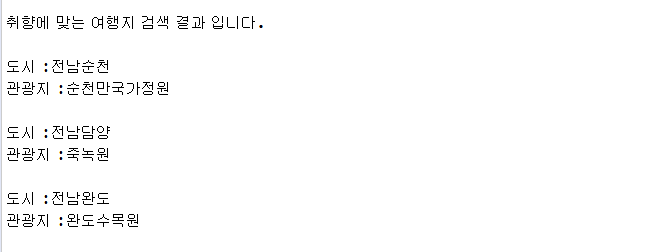 취향에 맞는 여행지 검색 결과 입니다.
도시 :전남순천
관광지 :순천만국가정원
도시 :전남담양
관광지 :죽녹원
도시 :전남완도
관광지 :완도수목원